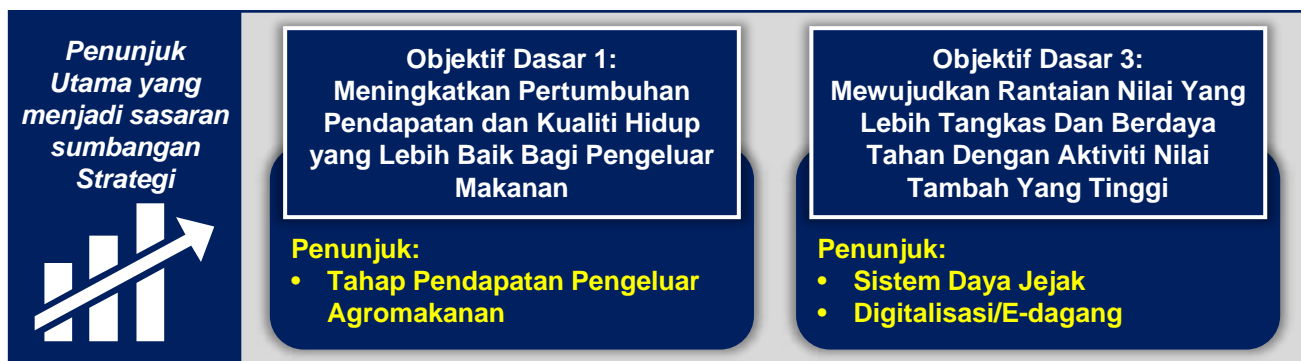 Penunjuk
Utama yang
menjadi sasaran
sumbangan
Strategi
Objektif Dasar 1:
Meningkatkan Pertumbuhan
Pendapatan dan Kualiti Hidup
yang Lebih Baik Bagi Pengeluar
Makanan
Penunjuk:
• Tahap Pendapatan Pengeluar
Agromakanan
Objektif Dasar 3:
Mewujudkan Rantaian Nilai Yang
Lebih Tangkas Dan Berdaya
Tahan Dengan Aktiviti Nilai
Tambah Yang Tinggi
Penunjuk:
• Sistem Daya Jejak
• Digitalisasi/E-dagang